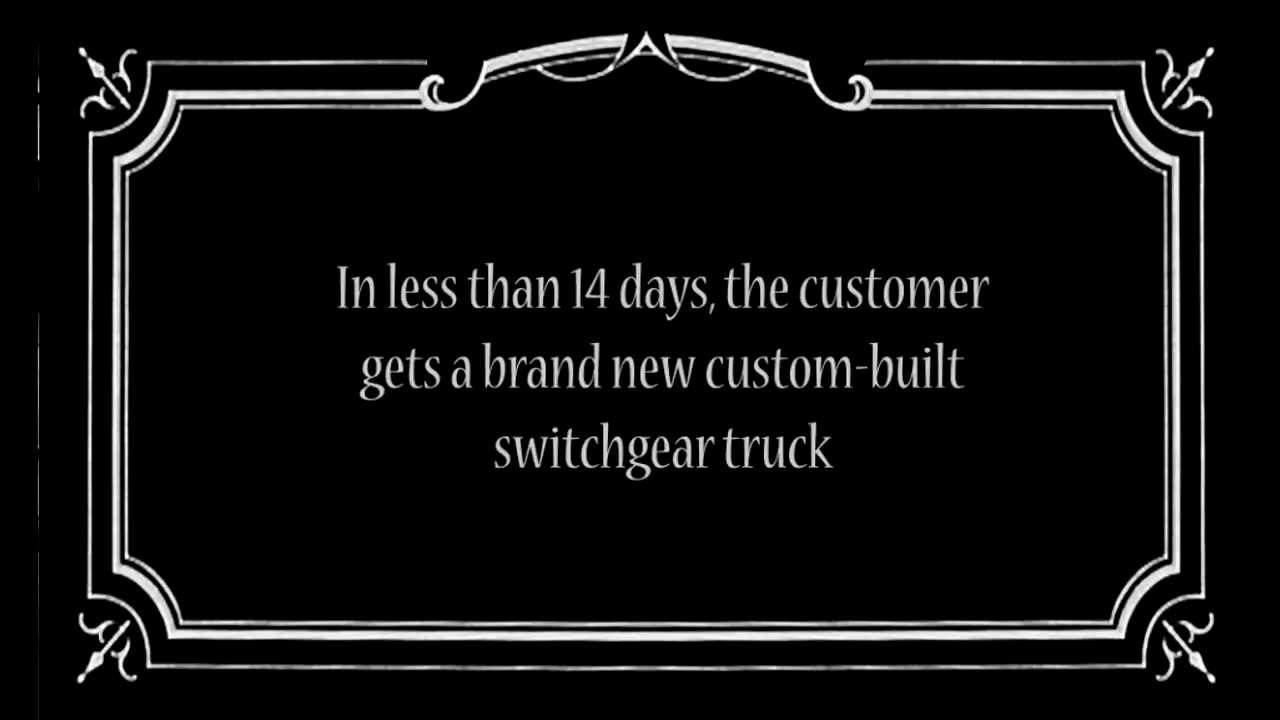 In less than 14 days, the customer
gets a brand new custom-built
switchgear truck